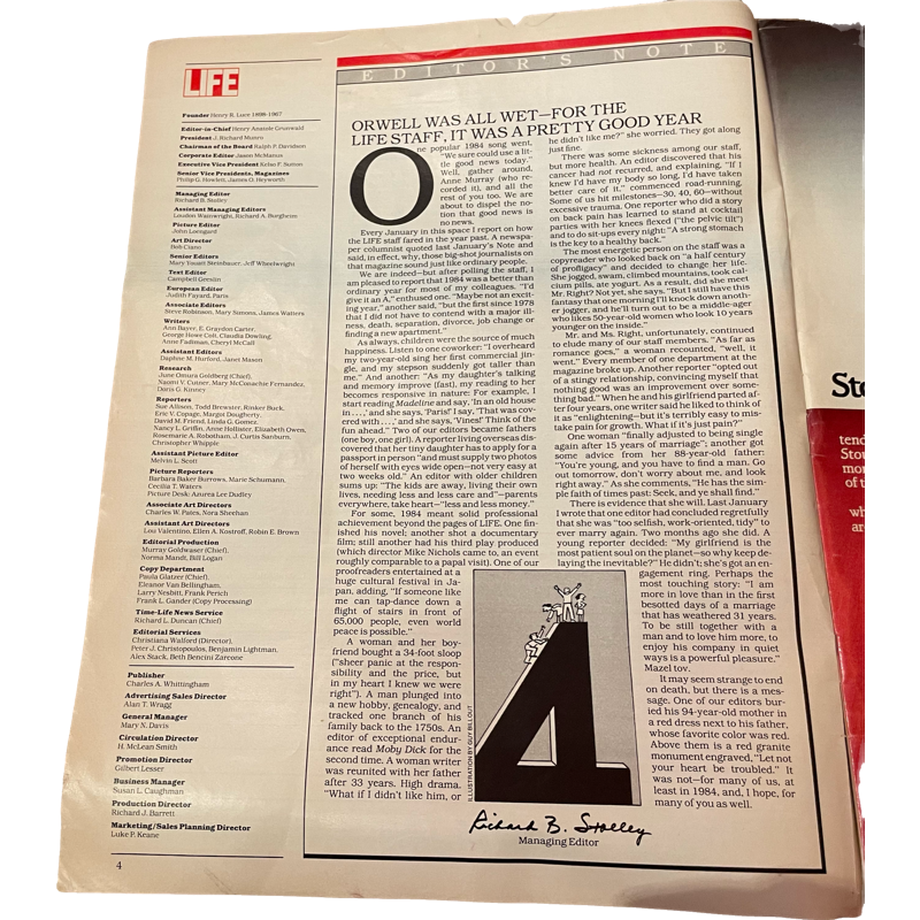 LIFE
Founder Henry R. Luce 1898-1967
Editor-in-Chief Henry Anatole Grunwald
President J. Richard Munro
Chairman of the Board Ralph P. Davidson
Corporate Editor Jason McManus
Executive Vice President Kelso F. Sutton
Senior Vice Presidents, Magazines
Philip G. Howlett, James O. Heyworth
Managing Editor
Richard B. Stolley
Assistant Managing Editors
Loudon Wainwright, Richard A. Burgheim
Picture Editor
John Loengard
Art Director
Bob Ciano
Senior Editors
Mary Youatt Steinbauer, Jeff Wheelwright
Text Editor
Campbell Geeslin
European Editor
Judith Fayard, Paris
Associate Editors
Steve Robinson, Mary Simons, James Watters
Writers
Ann Bayer, E. Graydon Carter,
George Howe Colt, Claudia Dowling,
Anne Fadiman, Cheryl McCall
Assistant Editors
Daphne M. Hurford, Janet Mason
Research
June Omura Goldberg (Chief),
Naomi V. Cutner, Mary McConachie Fernandez,
Doris G. Kinney
Reporters
Sue Allison, Todd Brewster, Rinker Buck,
Eric V. Copage, Margot Dougherty,
David M. Friend, Linda G. Gomez,
Nancy L. Griffin, Anne Hollister, Elizabeth Owen,
Rosemarie A. Robotham, J. Curtis Sanburn,
Christopher Whipple
Assistant Picture Editor
Melvin L. Scott
Picture Reporters
Barbara Baker Burrows, Marie Schumann,
Cecilia T. Waters
Picture Desk: Azurea Lee Dudley
Associate Art Directors
Charles W. Pates, Nora Sheehan
Assistant Art Directors
Lou Valentino, Ellen A. Kostroff, Robin E. Brown
Editorial Production
Murray Goldwaser (Chief),
Norma Mandt, Bill Logan
Copy Department
Paula Glatzer (Chief),
Eleanor Van Bellingham,
Larry Nesbitt, Frank Perich
Frank L. Gander (Copy Processing)
Time-Life News Service
Richard L. Duncan (Chief)
Editorial Services
Christiana Walford (Director),
Peter J. Christopoulos, Benjamin Lightman,
Alex Stack, Beth Bencini Zarcone
Publisher
Charles A. Whittingham
Advertising Sales Director
Alan T. Wragg
General Manager
Mary N. Davis
Circulation Director
H. McLean Smith
Promotion Director
Gilbert Lesser
Business Manager
Susan L. Caughman
Production Director
Richard J. Barrett
Marketing/Sales Planning Director
Luke P. Keane
4
EDITOR'S NOTE
ORWELL WAS ALL WET—FOR THE
LIFE STAFF, IT WAS A PRETTY GOOD YEAR
One popular 1984 song went,
"We sure could use a lit-
tle good news today."
Well, gather around,
Anne Murray (who re-
corded it), and all the
rest of you too. We are
about to dispel the no-
tion that good news is
no news.
Every January in this space I report on how
the LIFE staff fared in the year past. A newspa-
per columnist quoted last January's Note and
said, in effect, why, those big-shot journalists on
that magazine sound just like ordinary people.
We are indeed—but after polling the staff, I
am pleased to report that 1984 was a better than
ordinary year for most of my colleagues. "I'd
give it an A," enthused one. "Maybe not an excit-
ing year," another said, "but the first since 1978
that I did not have to contend with a major ill-
ness, death, separation, divorce, job change or
finding a new apartment."
As always, children were the source of much
happiness. Listen to one coworker: "I overheard
my two-year-old sing her first commercial jin-
gle, and my stepson suddenly got taller than
me." And another: "As my daughter's talking
and memory improve (fast), my reading to her
becomes responsive in nature: For example, I
start reading Madeline and say, 'In an old house
in . . . ,' and she says, 'Paris!' I say, 'That was cov-
ered with . . . ,' and she says, 'Vines!' Think of the
fun ahead." Two of our editors became fathers
(one boy, one girl). A reporter living overseas dis-
covered that her tiny daughter has to apply for a
passport in person "and must supply two photos
of herself with eyes wide open—not very easy at
two weeks old." An editor with older children
sums up: "The kids are away, living their own
lives, needing less and less care and"—parents
everywhere, take heart—"less and less money."
For some, 1984 meant solid professional
achievement beyond the pages of LIFE. One fin-
ished his novel; another shot a documentary
film; still another had his third play produced
(which director Mike Nichols came to, an event
roughly comparable to a papal visit). One of our
proofreaders entertained at a
huge cultural festival in Ja-
pan, adding, "If someone like
me can tap-dance down a
flight of stairs in front of
65,000 people, even world
peace is possible."
A woman and her boy-
friend bought a 34-foot sloop
("sheer panic at the respon-
sibility and the price, but
in my heart I knew we were
right"). A man plunged into
a new hobby, genealogy, and
tracked one branch of his
family back to the 1750s. An
editor of exceptional endur-
ance read Moby Dick for the
second time. A woman writer
was reunited with her father
after 33 years. High drama.
"What if I didn't like him, or
he didn't like me?" she worried. They got along
just fine.
There was some sickness among our staff,
but more health. An editor discovered that his
cancer had not recurred, and explaining, "If I
knew I'd have my body so long, I'd have taken
better care of it," commenced road-running.
Some of us hit milestones—30, 40, 60—without
excessive trauma. One reporter who did a story
on back pain has learned to stand at cocktail
parties with her knees flexed ("the pelvic tilt")
and to do sit-ups every night: "A strong stomach
is the key to a healthy back."
The most energetic person on the staff was a
copyreader who looked back on "a half century
of profligacy" and decided to change her life.
She jogged, swam, climbed mountains, took cal-
cium pills, ate yogurt. As a result, did she meet
Mr. Right? Not yet, she says. "But I still have this
fantasy that one morning I'll knock down anoth-
er jogger, and he'll turn out to be a middle-ager
who likes 50-year-old women who look 10 years
younger on the inside."
Mr. and Ms. Right, unfortunately, continued
to elude many of our staff members. "As far as
romance goes," a woman recounted, "well, it
went." Every member of one department at the
magazine broke up. Another reporter "opted out
of a stingy relationship, convincing myself that
nothing good was an improvement over some-
thing bad." When he and his girlfriend parted af-
ter four years, one writer said he liked to think of
it as "enlightening—but it's terribly easy to mis-
take pain for growth. What if it's just pain?"
One woman "finally adjusted to being single
again after 15 years of marriage"; another got
some advice from her 88-year-old father:
"You're young, and you have to find a man. Go
out tomorrow, don't worry about me, and look
right away." As she comments, "He has the sim-
ple faith of times past: Seek, and ye shall find."
There is evidence that she will. Last January
I wrote that one editor had concluded regretfully
that she was "too selfish, work-oriented, tidy" to
ever marry again. Two months ago she did. A
young reporter decided: "My girlfriend is the
most patient soul on the planet—so why keep de-
laying the inevitable?" He didn't; she's got an en-
gagement ring. Perhaps the
most touching story: "I am
more in love than in the first
besotted days of a marriage
that has weathered 31 years.
To be still together with a
man and to love him more, to
enjoy his company in quiet
ways is a powerful pleasure."
Mazel tov.
It may seem strange to end
on death, but there is a mes-
sage. One of our editors bur-
ied his 94-year-old mother in
a red dress next to his father,
whose favorite color was red.
Above them is a red granite
monument engraved, "Let not
your heart be troubled." It
was not—for many of us, at
least in 1984, and, I hope, for
many of you as well.
ILLUSTRATION BY GUY BILLOUT
4
Richard B. Stolley
Managing Editor
Sto
tend
Stou
mor
of t
wh
are